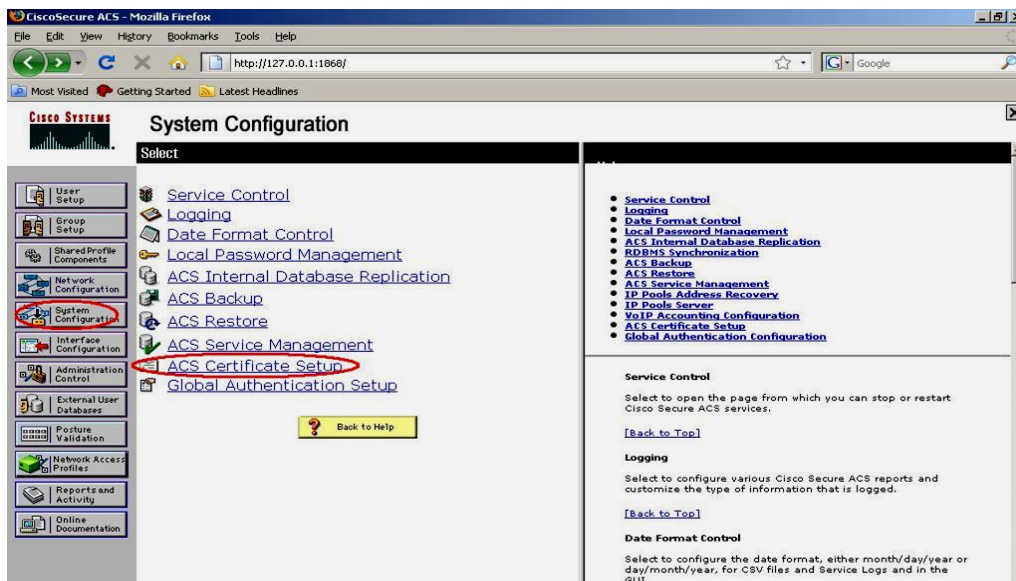 CiscoSecure ACS - Mozilla Firefox
File Edit View History Bookmarks Tools Help
http://127.0.0.1:1868/
Google
Most Visited Getting Started Latest Headlines
CISCO SYSTEMS
System Configuration
Select
User Setup
Group Setup
Shared Profile Components
Network Configuration
System Configuration
Interface Configuration
Administration Control
External User Databases
Posture Validation
Network Access Profiles
Reports and Activity
Online Documentation
Service Control
Logging
Date Format Control
Local Password Management
ACS Internal Database Replication
ACS Backup
ACS Restore
ACS Service Management
ACS Certificate Setup
Global Authentication Setup
Back to Help
Service Control
Logging
Date Format Control
Local Password Management
ACS Internal Database Replication
RDBMS Synchronization
ACS Backup
ACS Restore
ACS Service Management
IP Pools Address Recovery
IP Pools Server
VoIP Accounting Configuration
ACS Certificate Setup
Global Authentication Configuration
Service Control
Select to open the page from which you can stop or restart
Cisco Secure ACS services.
[Back to Top]
Logging
Select to configure various Cisco Secure ACS reports and
customize the type of information that is logged.
[Back to Top]
Date Format Control
Select to configure the date format, either month/day/year or
day/month/year, for CSV files and Service Logs and in the
GUI